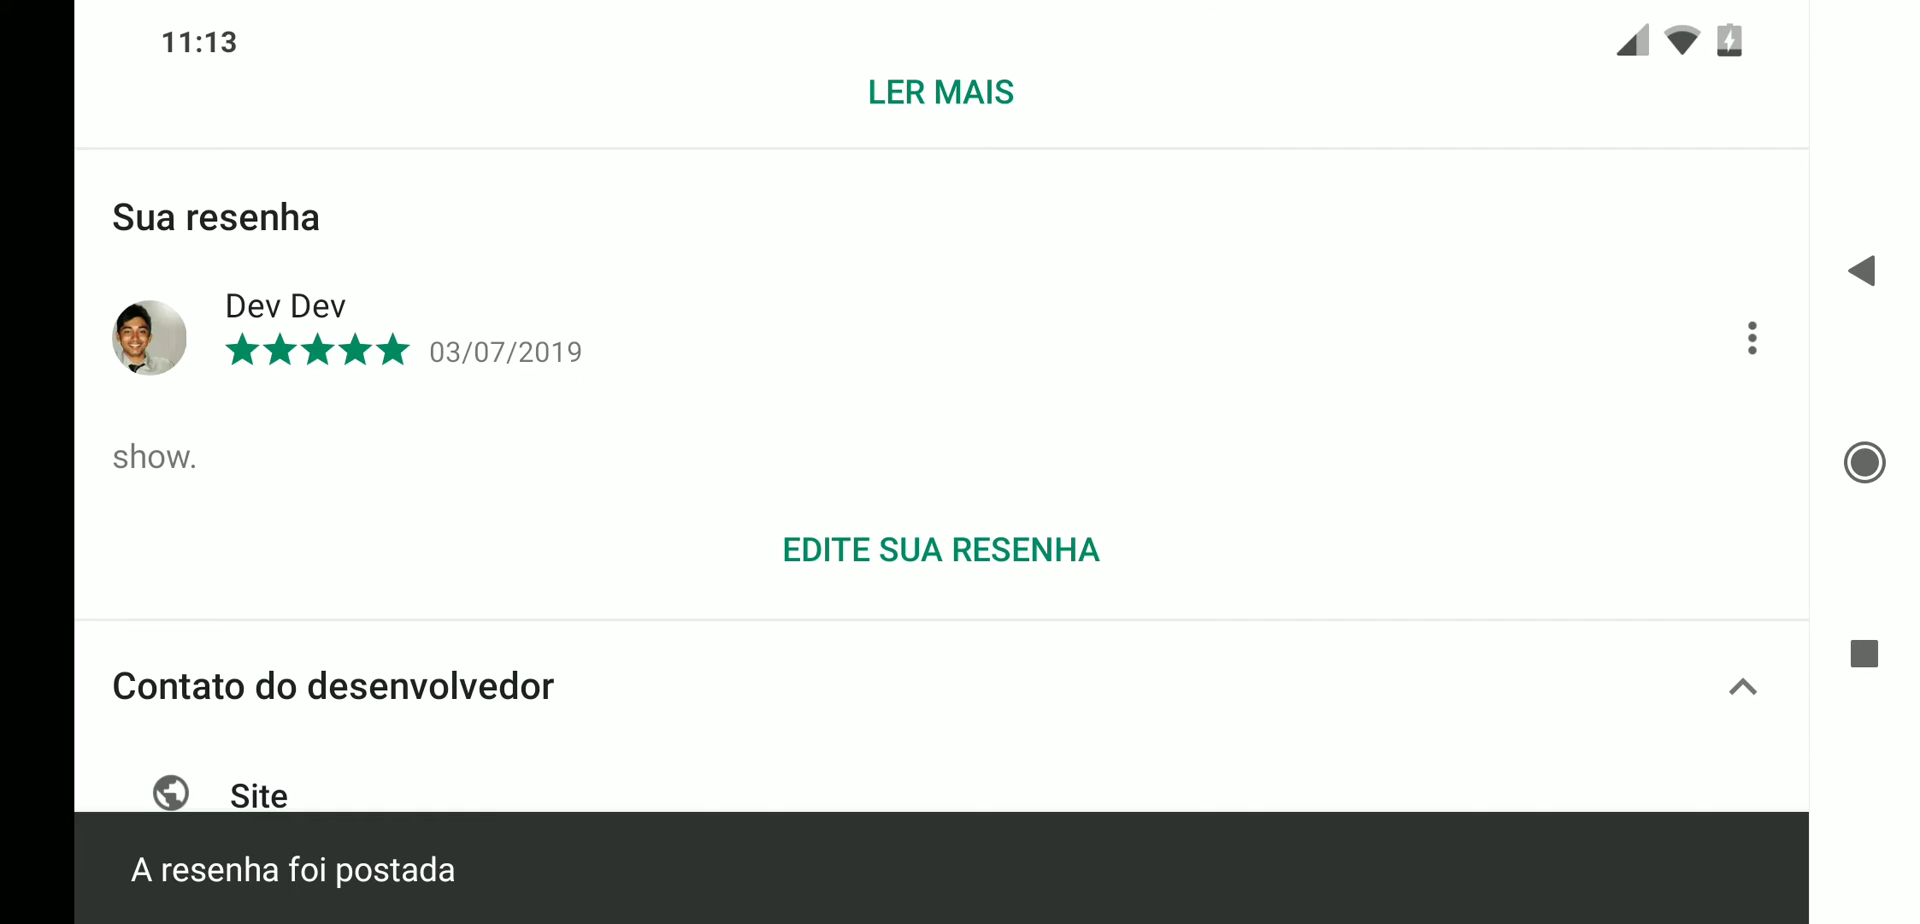 11:13
LER MAIS
Sua resenha
Dev Dev
03/07/2019
show.
EDITE SUA RESENHA
Contato do desenvolvedor
Site
A resenha foi postada